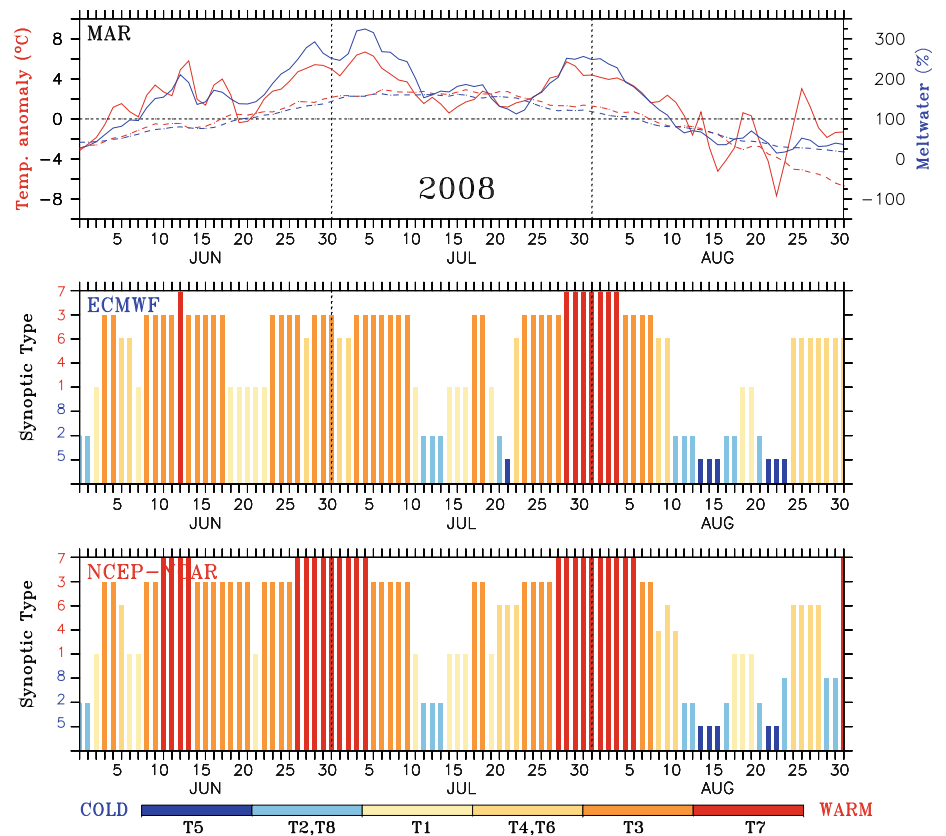 MAR
Temp. anomaly (°C)
8
4
0
-4
-8
300
200
100
0
-100
Meltwater (%)
2008
5 10 15 20 25 30 5 10 15 20 25 30 5 10 15 20 25 30
JUN JUL AUG
ECMWF
Synoptic Type
7
3
6
4
1
8
2
5
5 10 15 20 25 30 5 10 15 20 25 30 5 10 15 20 25 30
JUN JUL AUG
NCEP-NCAR
Synoptic Type
7
3
6
4
1
8
2
5
5 10 15 20 25 30 5 10 15 20 25 30 5 10 15 20 25 30
JUN JUL AUG
COLD WARM
T5 T2,T8 T1 T4,T6 T3 T7